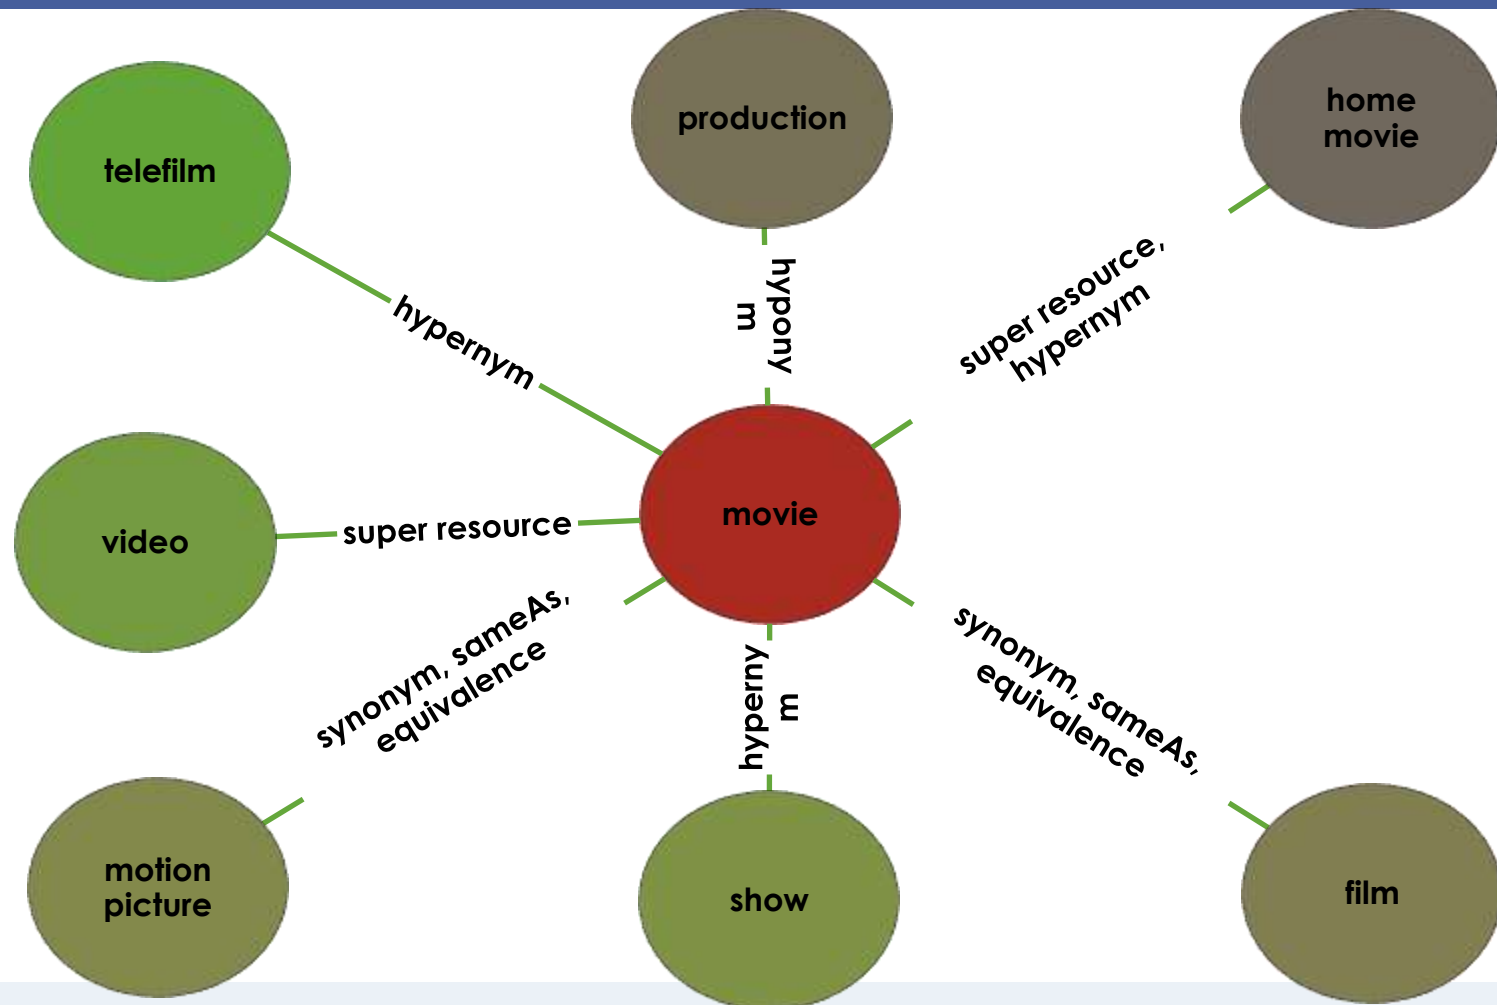 production
home
movie
telefilm
hypony
m
super resource,
hypernym
hypernym
movie
video
super resource
synonym, sameAs,
equivalence
hyperny
m
synonym, sameAs,
equivalence
motion
picture
show
film